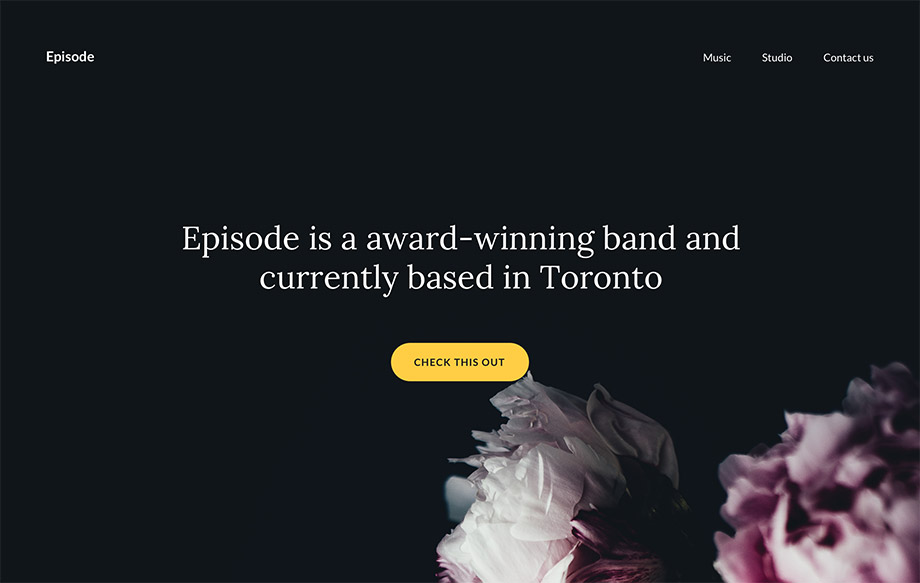 Episode
Music Studio Contact us
Episode is a award-winning band and
currently based in Toronto
CHECK THIS OUT